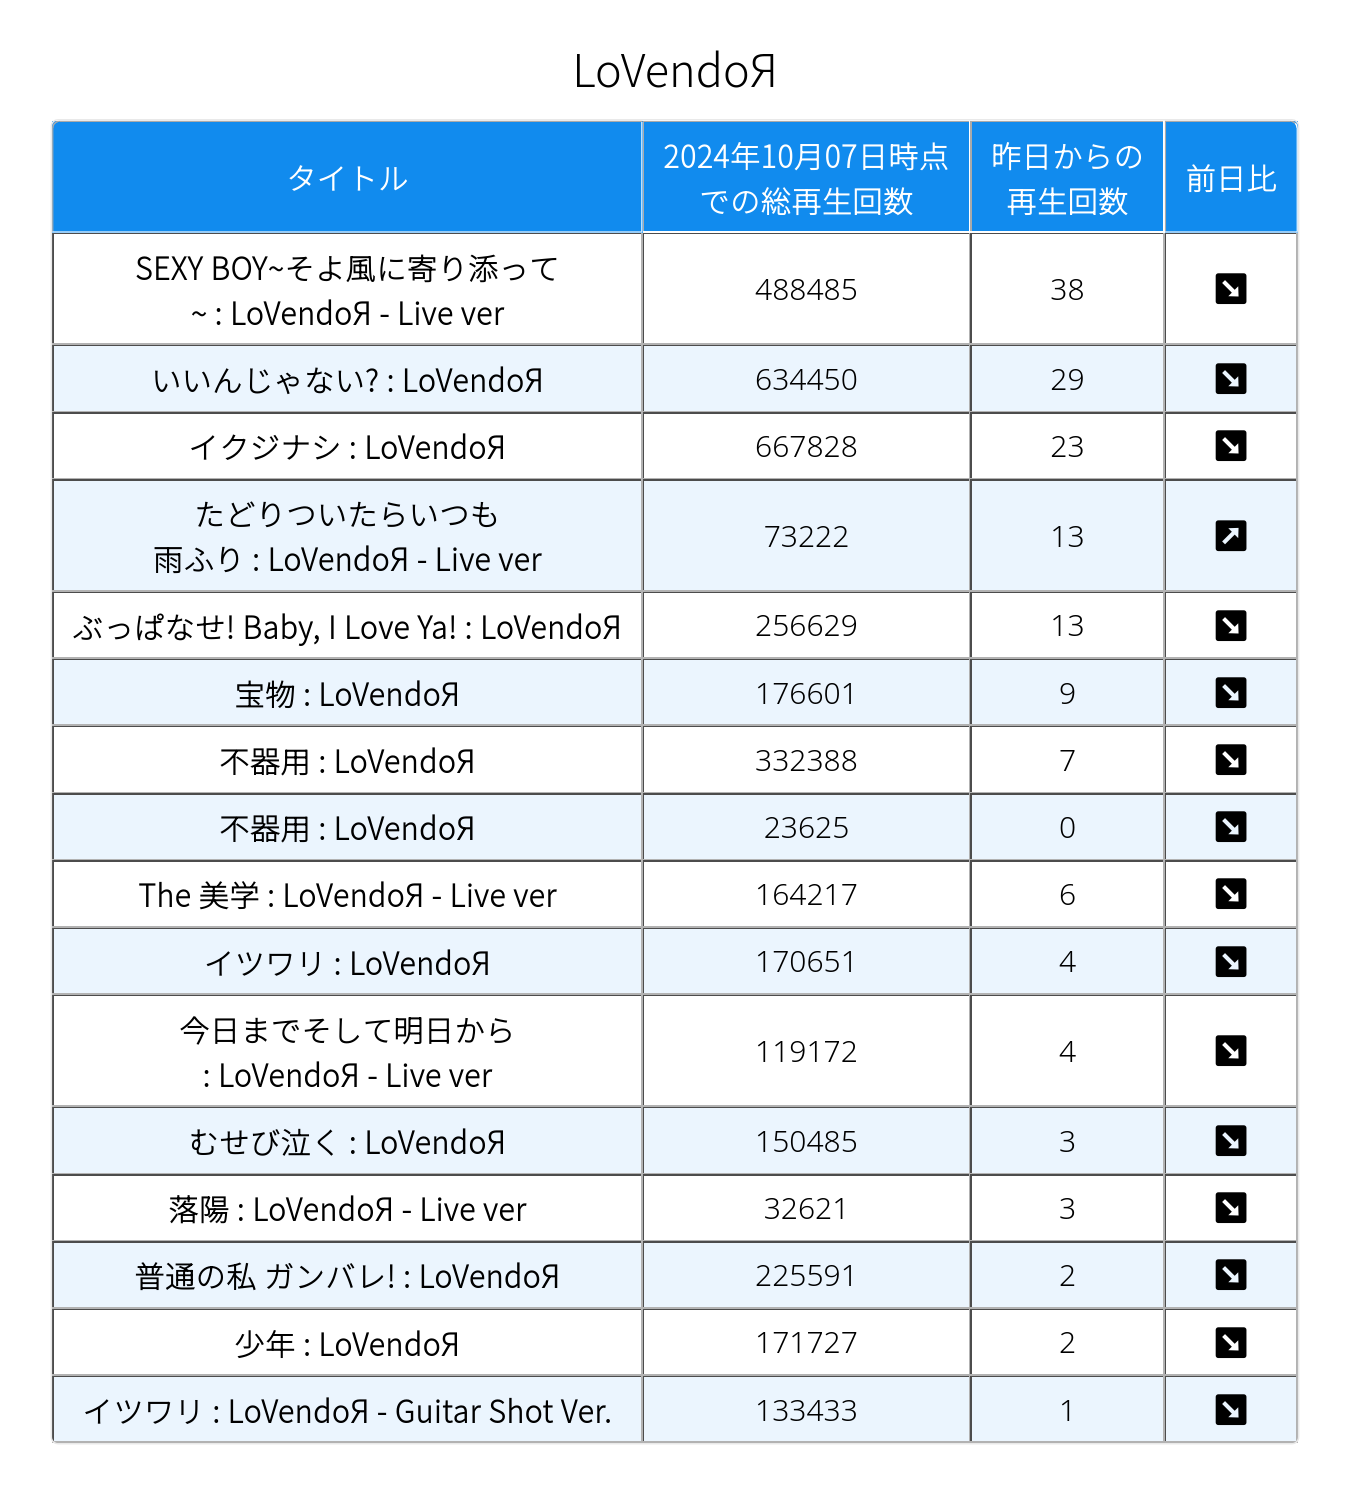 LoVendoЯ
タイトル
2024年10月07日時点
での総再生回数
昨日からの
再生回数
前日比
SEXY BOY~そよ風に寄り添って
~ : LoVendoЯ - Live ver
488485
38
いいんじゃない? : LoVendoЯ
634450
29
イクジナシ : LoVendoЯ
667828
23
たどりついたらいつも
雨ふり : LoVendoЯ - Live ver
73222
13
ぶっぱなせ! Baby, I Love Ya! : LoVendoЯ
256629
13
宝物 : LoVendoЯ
176601
9
不器用 : LoVendoЯ
332388
7
不器用 : LoVendoЯ
23625
0
The 美学 : LoVendoЯ - Live ver
164217
6
イツワリ : LoVendoЯ
170651
4
今日までそして明日から
: LoVendoЯ - Live ver
119172
4
むせび泣く : LoVendoЯ
150485
3
落陽 : LoVendoЯ - Live ver
32621
3
普通の私 ガンバレ! : LoVendoЯ
225591
2
少年 : LoVendoЯ
171727
2
イツワリ : LoVendoЯ - Guitar Shot Ver.
133433
1